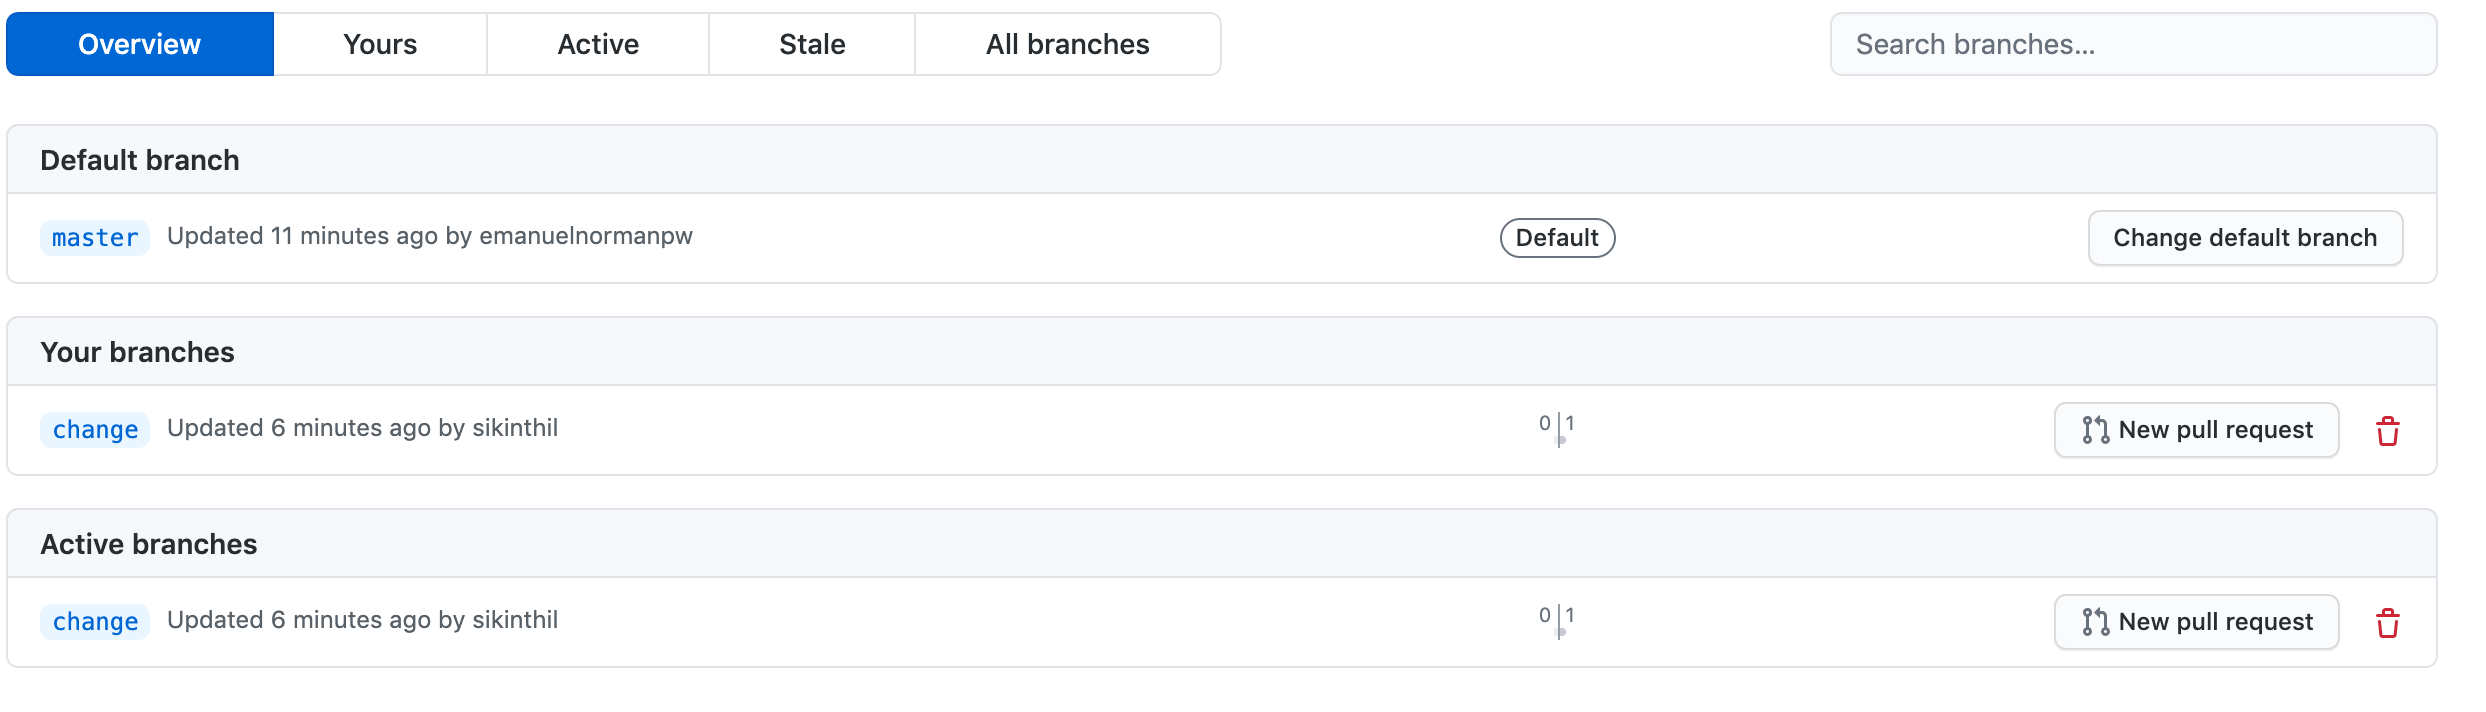 Overview Yours Active Stale All branches Search branches...
Default branch
master Updated 11 minutes ago by emanuelnormanpw Default Change default branch
Your branches
change Updated 6 minutes ago by sikinthil 0 1 New pull request
Active branches
change Updated 6 minutes ago by sikinthil 0 1 New pull request